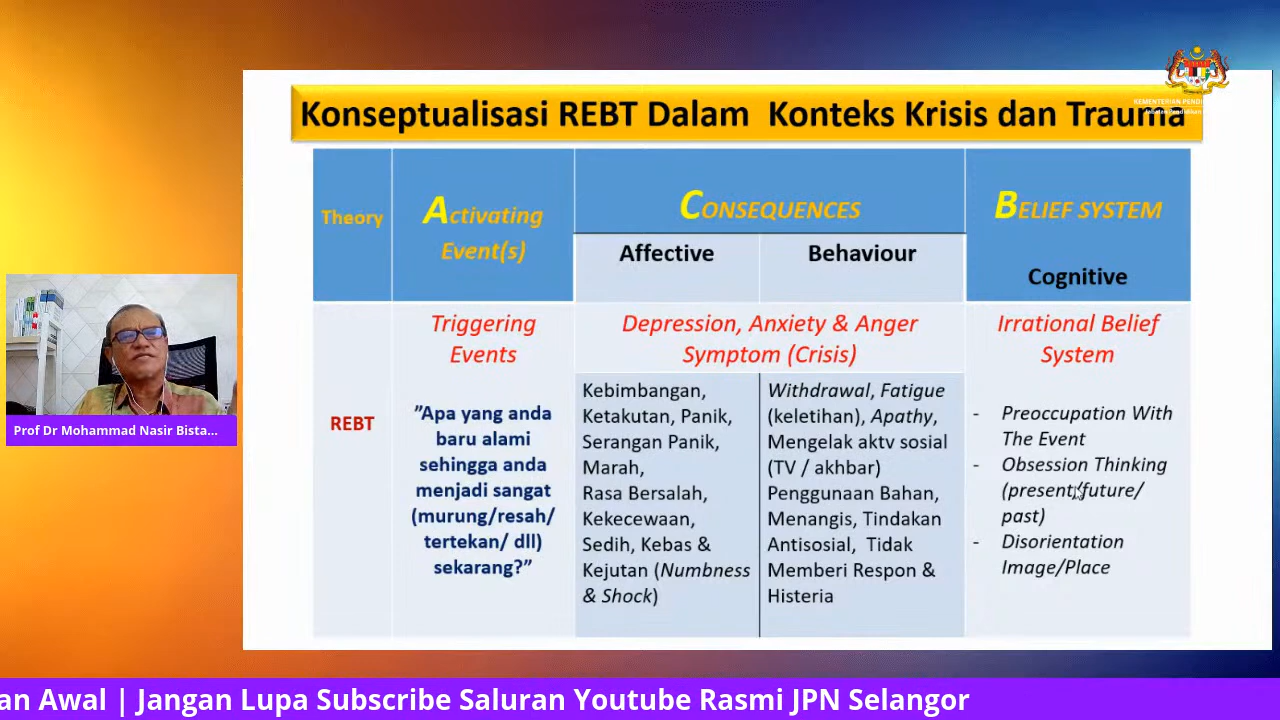 Konseptualisasi REBT Dalam Konteks Krisis dan Trauma
KEMENTERIAN PENDI
Theory
Activating
Event(s)
CONSEQUENCES
BELIEF SYSTEM
Affective
Behaviour
Cognitive
REBT
Triggering
Events
"Apa yang anda
baru alami
sehingga anda
menjadi sangat
(murung/resah/
tertekan/ dll)
sekarang?"
Depression, Anxiety & Anger
Symptom (Crisis)
Kebimbangan,
Ketakutan, Panik,
Serangan Panik,
Marah,
Rasa Bersalah,
Kekecewaan,
Sedih, Kebas &
Kejutan (Numbness
& Shock)
Withdrawal, Fatigue
(keletihan), Apathy,
Mengelak aktv sosial
(TV / akhbar)
Penggunaan Bahan,
Menangis, Tindakan
Antisosial, Tidak
Memberi Respon &
Histeria
Irrational Belief
System
- Preoccupation With
The Event
- Obsession Thinking
(present/future/
past)
- Disorientation
Image/Place
Prof Dr Mohammad Nasir Bista...
an Awal | Jangan Lupa Subscribe Saluran Youtube Rasmi JPN Selangor